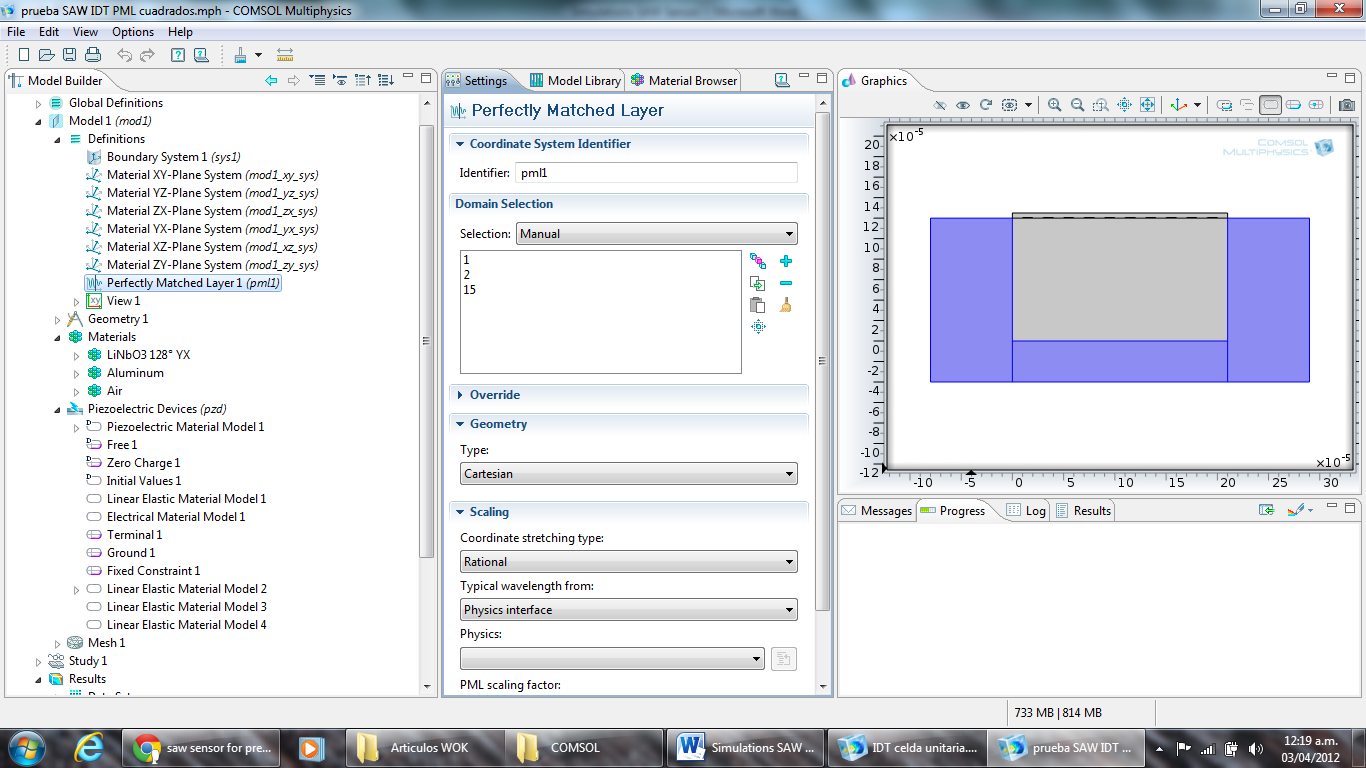 prueba SAW IDT PML cuadrados.mph - COMSOL Multiphysics
File Edit View Options Help
Model Builder
Global Definitions
Model 1 (mod1)
Definitions
Boundary System 1 (sys1)
Material XY-Plane System (mod1_xy_sys)
Material YZ-Plane System (mod1_yz_sys)
Material ZX-Plane System (mod1_zx_sys)
Material YX-Plane System (mod1_yx_sys)
Material XZ-Plane System (mod1_xz_sys)
Material ZY-Plane System (mod1_zy_sys)
Perfectly Matched Layer 1 (pml1)
View 1
Geometry 1
Materials
LiNbO3 128° YX
Aluminum
Air
Piezoelectric Devices (pzd)
Piezoelectric Material Model 1
Free 1
Zero Charge 1
Initial Values 1
Linear Elastic Material Model 1
Electrical Material Model 1
Terminal 1
Ground 1
Fixed Constraint 1
Linear Elastic Material Model 2
Linear Elastic Material Model 3
Linear Elastic Material Model 4
Mesh 1
Study 1
Results
Settings Model Library Material Browser
Perfectly Matched Layer
Coordinate System Identifier
Identifier: pml1
Domain Selection
Selection: Manual
1
2
15
Override
Geometry
Type:
Cartesian
Scaling
Coordinate stretching type:
Rational
Typical wavelength from:
Physics interface
Physics:
PML scaling factor:
Graphics
×10⁻⁵
COMSOL
MULTIPHYSICS
20
18
16
14
12
10
8
6
4
2
0
-2
-4
-6
-8
-10
-12
×10⁻⁵
-10 -5 0 5 10 15 20 25 30
Messages Progress Log Results
733 MB | 814 MB
saw sensor for pre...
Articulos WOK
COMSOL
Simulations SAW ...
IDT celda unitaria....
prueba SAW IDT ...
12:19 a.m.
03/04/2012